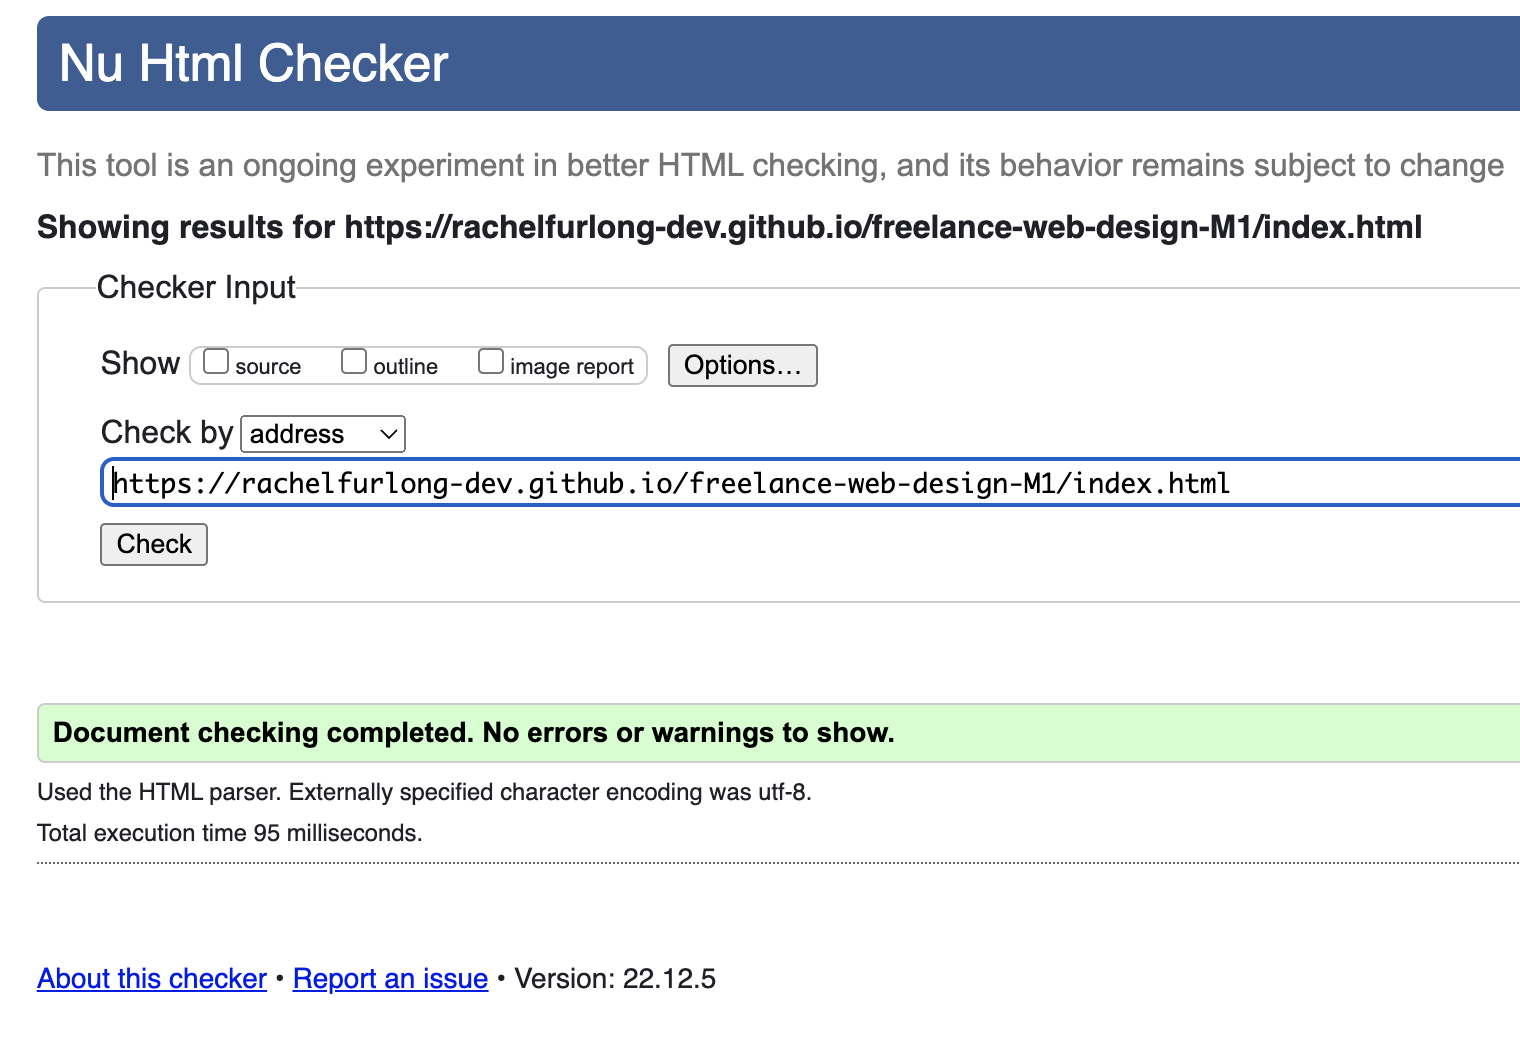 Nu Html Checker
This tool is an ongoing experiment in better HTML checking, and its behavior remains subject to change
Showing results for https://rachelfurlong-dev.github.io/freelance-web-design-M1/index.html
Checker Input
Show source outline image report Options...
Check by address
https://rachelfurlong-dev.github.io/freelance-web-design-M1/index.html
Check
Document checking completed. No errors or warnings to show.
Used the HTML parser. Externally specified character encoding was utf-8.
Total execution time 95 milliseconds.
About this checker • Report an issue • Version: 22.12.5